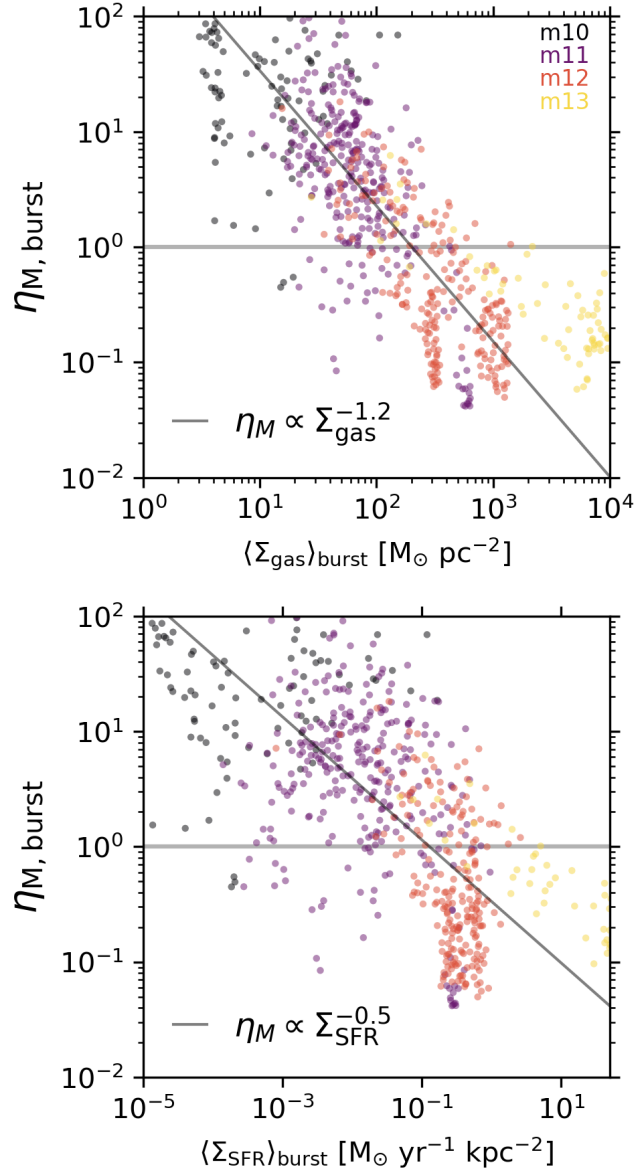 10²
m10
m11
m12
m13
10¹
η_M, burst
10⁰
10⁻¹
η_M ∝ Σ_gas^−1.2
10⁻²
10⁰ 10¹ 10² 10³ 10⁴
⟨Σ_gas⟩_burst [M_⊙ pc⁻²]
10²
10¹
η_M, burst
10⁰
10⁻¹
η_M ∝ Σ_SFR^−0.5
10⁻²
10⁻⁵ 10⁻³ 10⁻¹ 10¹
⟨Σ_SFR⟩_burst [M_⊙ yr⁻¹ kpc⁻²]